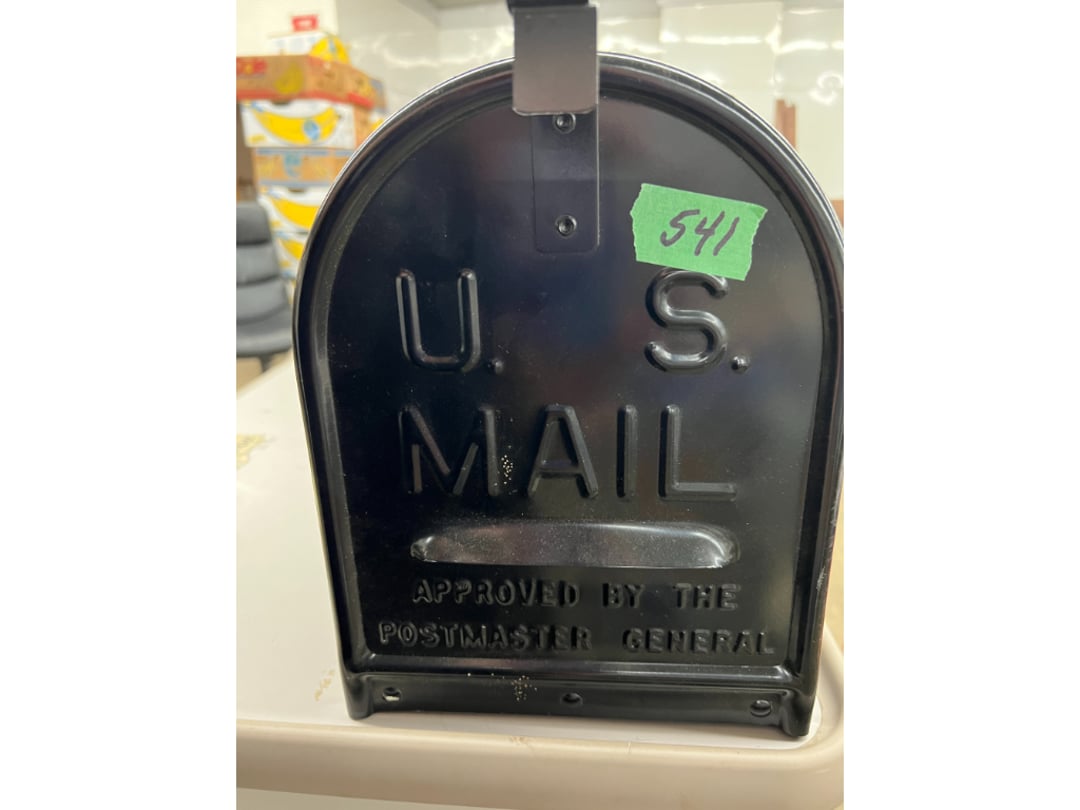 541
U. S.
MAIL
APPROVED BY THE
POSTMASTER GENERAL